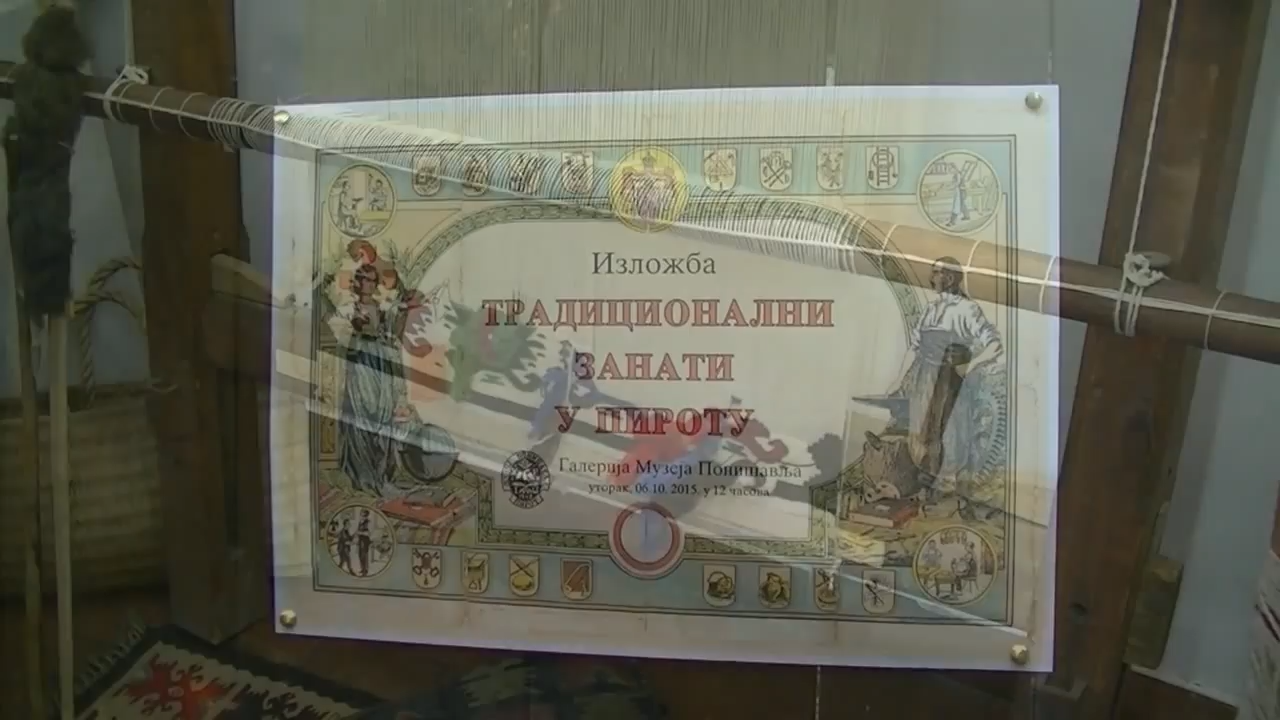 Изложба
ТРАДИЦИОНАЛНИ
ЗАНАТИ
У ПИРОТУ
Галерија Музеја Понишавља
уторак, 06.10. 2015. у 12 часова